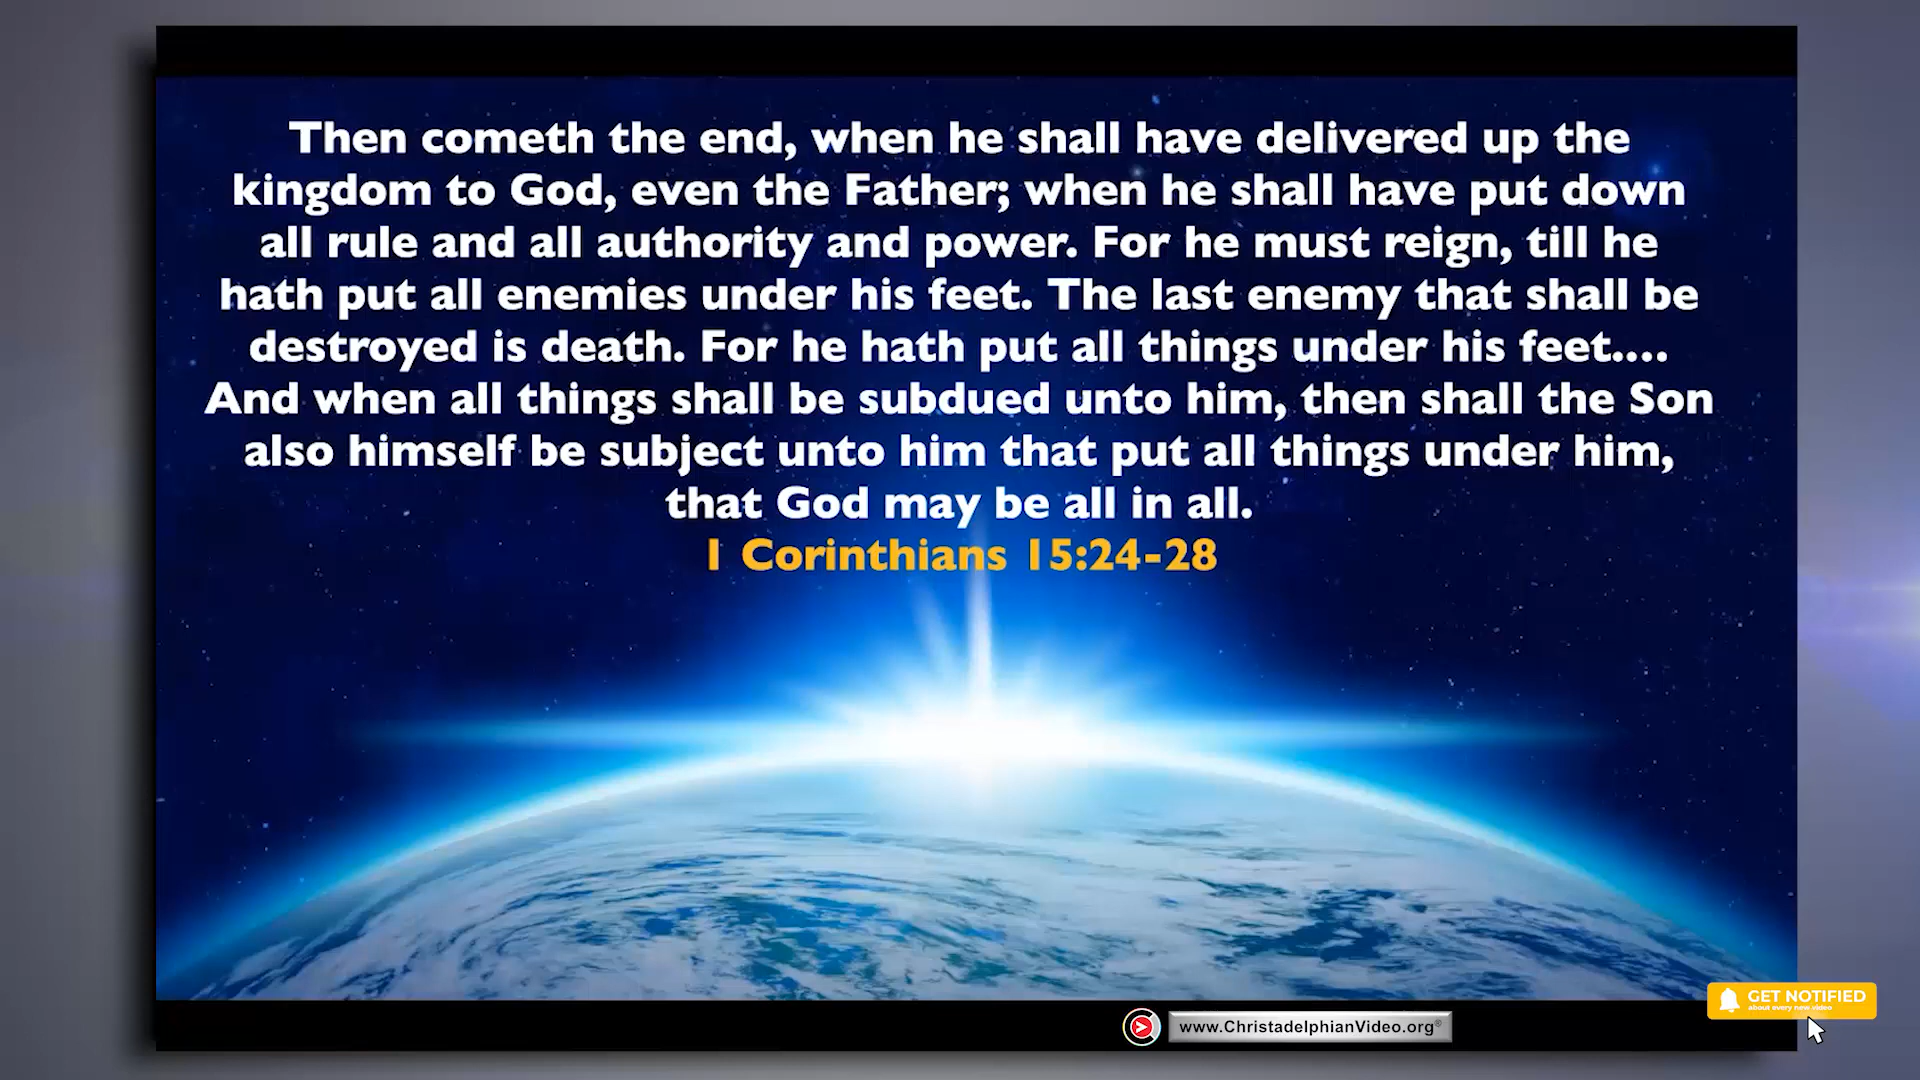 Then cometh the end, when he shall have delivered up the
kingdom to God, even the Father; when he shall have put down
all rule and all authority and power. For he must reign, till he
hath put all enemies under his feet. The last enemy that shall be
destroyed is death. For he hath put all things under his feet....
And when all things shall be subdued unto him, then shall the Son
also himself be subject unto him that put all things under him,
that God may be all in all.
1 Corinthians 15:24-28
GET NOTIFIED
about every new video
www.ChristadelphianVideo.org®